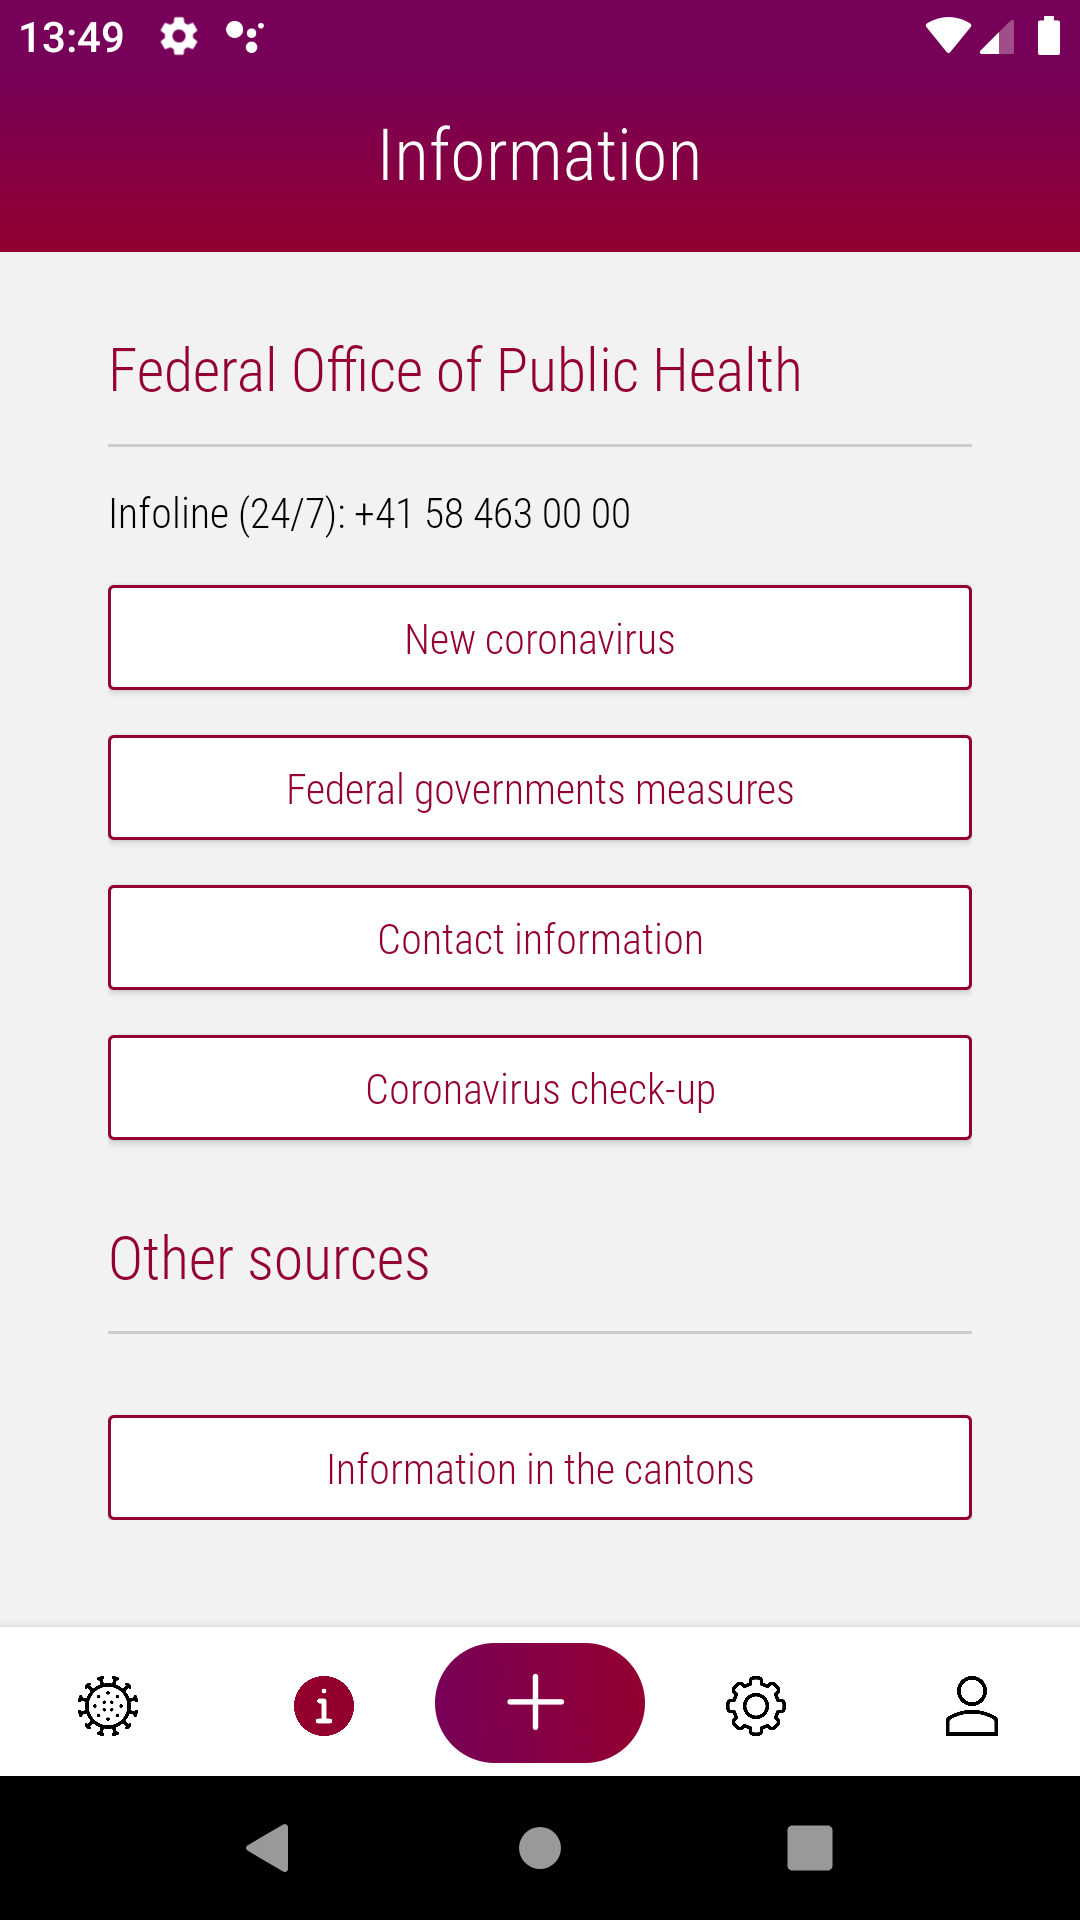 13:49
Information
Federal Office of Public Health
Infoline (24/7): +41 58 463 00 00
New coronavirus
Federal governments measures
Contact information
Coronavirus check-up
Other sources
Information in the cantons